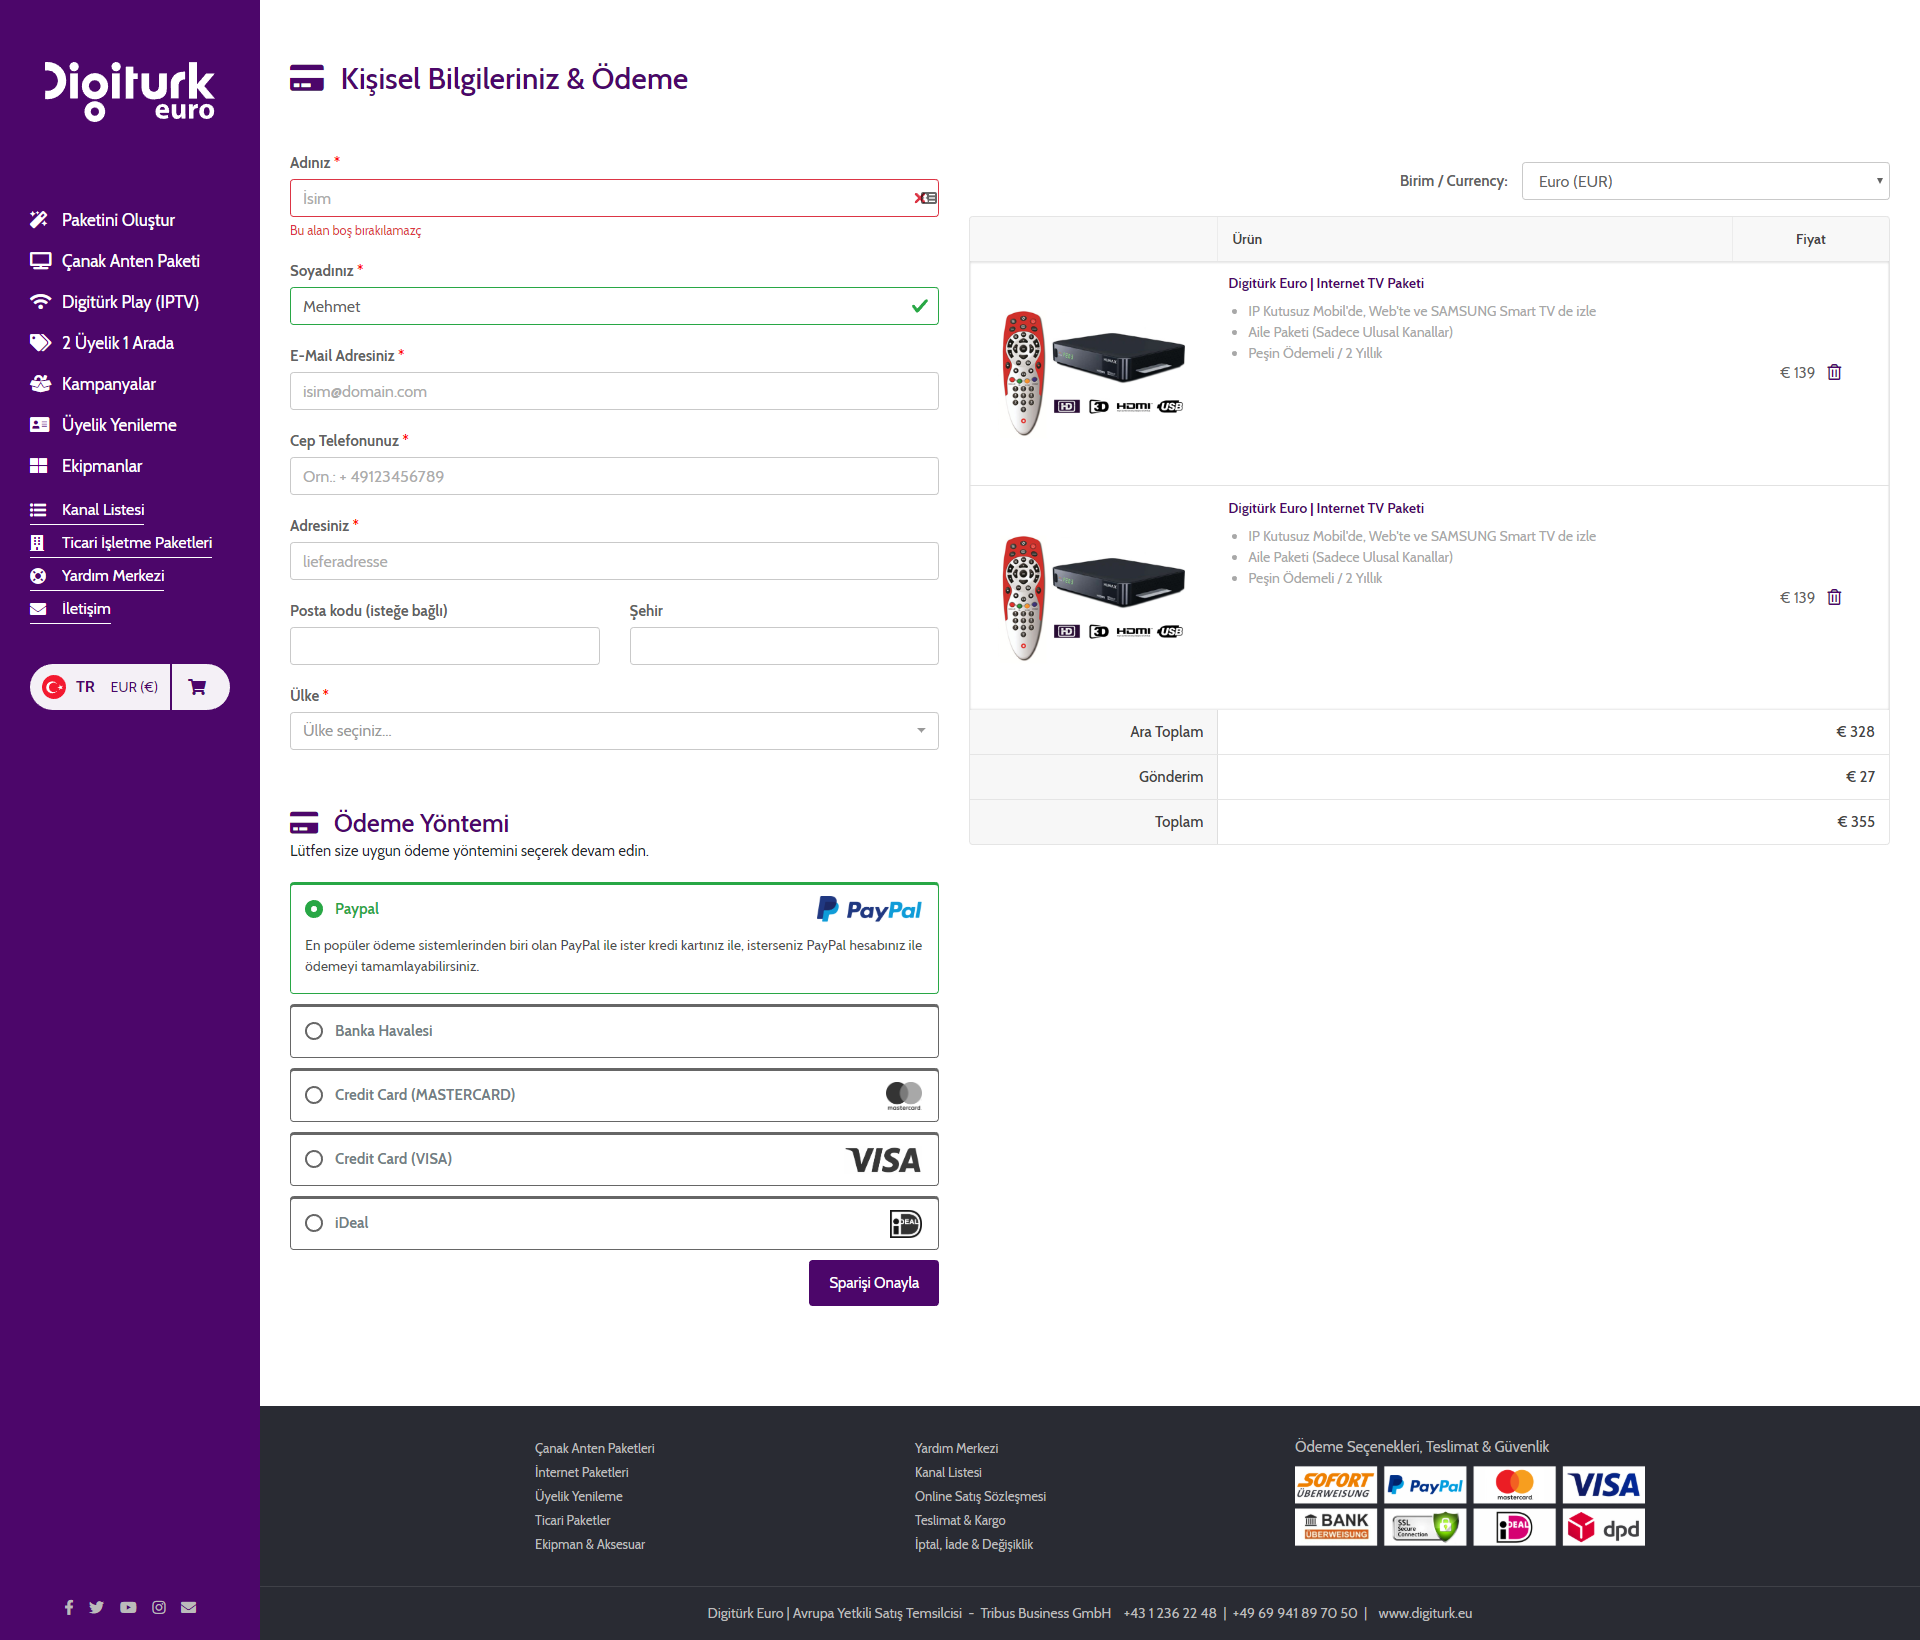 Digiturk
euro
Paketini Oluştur
Çanak Anten Paketi
Digitürk Play (IPTV)
2 Üyelik 1 Arada
Kampanyalar
Üyelik Yenileme
Ekipmanlar
Kanal Listesi
Ticari İşletme Paketleri
Yardım Merkezi
İletişim
TR EUR (€)
Kişisel Bilgileriniz & Ödeme
Adınız *
İsim
Bu alan boş bırakılamazç
Soyadınız *
Mehmet
E-Mail Adresiniz *
isim@domain.com
Cep Telefonunuz *
Orn.: + 49123456789
Adresiniz *
lieferadresse
Posta kodu (isteğe bağlı) Şehir
Ülke *
Ülke seçiniz...
Ödeme Yöntemi
Lütfen size uygun ödeme yöntemini seçerek devam edin.
Paypal PayPal
En popüler ödeme sistemlerinden biri olan PayPal ile ister kredi kartınız ile, isterseniz PayPal hesabınız ile
ödemeyi tamamlayabilirsiniz.
Banka Havalesi
Credit Card (MASTERCARD) mastercard
Credit Card (VISA) VISA
iDeal iDEAL
Sparişi Onayla
Birim / Currency: Euro (EUR)
Ürün Fiyat
Digitürk Euro | Internet TV Paketi
IP Kutusuz Mobil'de, Web'te ve SAMSUNG Smart TV de izle
Aile Paketi (Sadece Ulusal Kanallar)
Peşin Ödemeli / 2 Yıllık
€ 139
HD 3D HDMI USB
Digitürk Euro | Internet TV Paketi
IP Kutusuz Mobil'de, Web'te ve SAMSUNG Smart TV de izle
Aile Paketi (Sadece Ulusal Kanallar)
Peşin Ödemeli / 2 Yıllık
€ 139
HD 3D HDMI USB
Ara Toplam € 328
Gönderim € 27
Toplam € 355
Çanak Anten Paketleri
İnternet Paketleri
Üyelik Yenileme
Ticari Paketler
Ekipman & Aksesuar
Yardım Merkezi
Kanal Listesi
Online Satış Sözleşmesi
Teslimat & Kargo
İptal, İade & Değişiklik
Ödeme Seçenekleri, Teslimat & Güvenlik
SOFORT ÜBERWEISUNG PayPal mastercard VISA
BANK ÜBERWEISUNG SSL Secure Connection iDEAL dpd
Digitürk Euro | Avrupa Yetkili Satış Temsilcisi - Tribus Business GmbH +43 1 236 22 48 | +49 69 941 89 70 50 | www.digiturk.eu